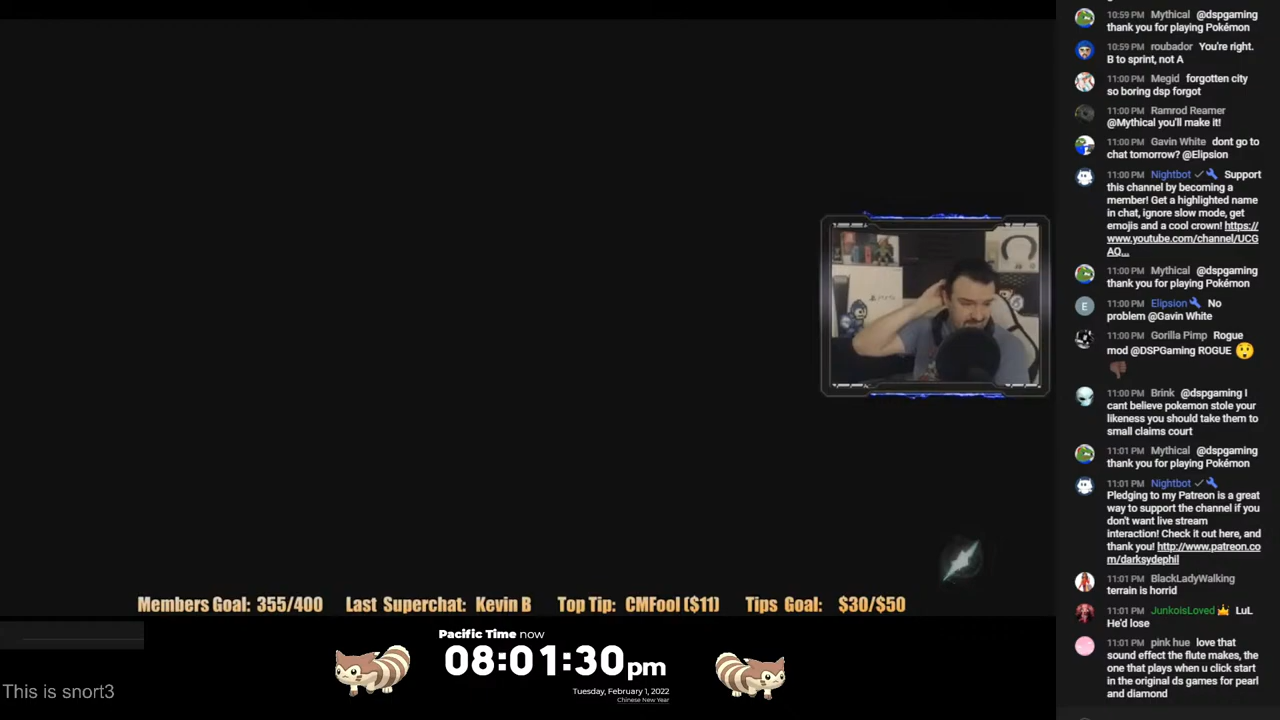 10:59 PM Mythical @dspgaming
thank you for playing Pokémon
10:59 PM roubador You're right.
B to sprint, not A
11:00 PM Megid forgotten city
so boring dsp forgot
11:00 PM Ramrod Reamer
@Mythical you'll make it!
11:00 PM Gavin White dont go to
chat tomorrow? @Elipsion
11:00 PM Nightbot Support
this channel by becoming a
member! Get a highlighted name
in chat, ignore slow mode, get
emojis and a cool crown! https://
www.youtube.com/channel/UCG
AQ...
11:00 PM Mythical @dspgaming
thank you for playing Pokémon
11:00 PM Elipsion No
problem @Gavin White
11:00 PM Gorilla Pimp Rogue
mod @DSPGaming ROGUE
11:00 PM Brink @dspgaming I
cant believe pokemon stole your
likeness you should take them to
small claims court
11:01 PM Mythical @dspgaming
thank you for playing Pokémon
11:01 PM Nightbot
Pledging to my Patreon is a great
way to support the channel if you
don't want live stream
interaction! Check it out here, and
thank you! http://www.patreon.co
m/darksydephil
11:01 PM BlackLadyWalking
terrain is horrid
11:01 PM JunkoisLoved LuL
He'd lose
11:01 PM pink hue love that
sound effect the flute makes, the
one that plays when u click start
in the original ds games for pearl
and diamond
Members Goal: 355/400 Last Superchat: Kevin B Top Tip: CMFool ($11) Tips Goal: $30/$50
Pacific Time now
08:01:30pm
Tuesday, February 1, 2022
Chinese New Year
This is snort3